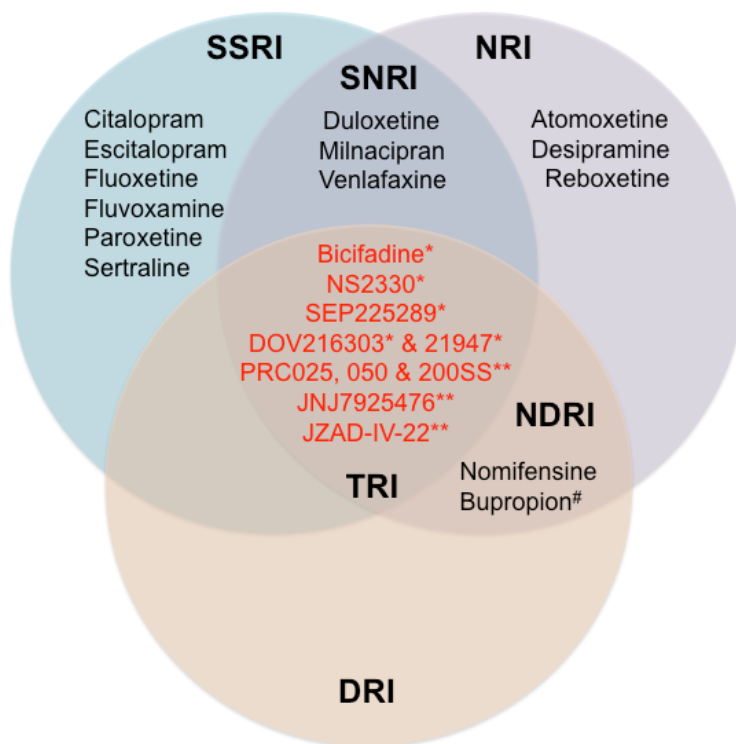 SSRI
NRI
SNRI
Citalopram
Escitalopram
Fluoxetine
Fluvoxamine
Paroxetine
Sertraline
Duloxetine
Milnacipran
Venlafaxine
Atomoxetine
Desipramine
Reboxetine
Bicifadine*
NS2330*
SEP225289*
DOV216303* & 21947*
PRC025, 050 & 200SS**
JNJ7925476**
JZAD-IV-22**
TRI
NDRI
Nomifensine
Bupropion#
DRI